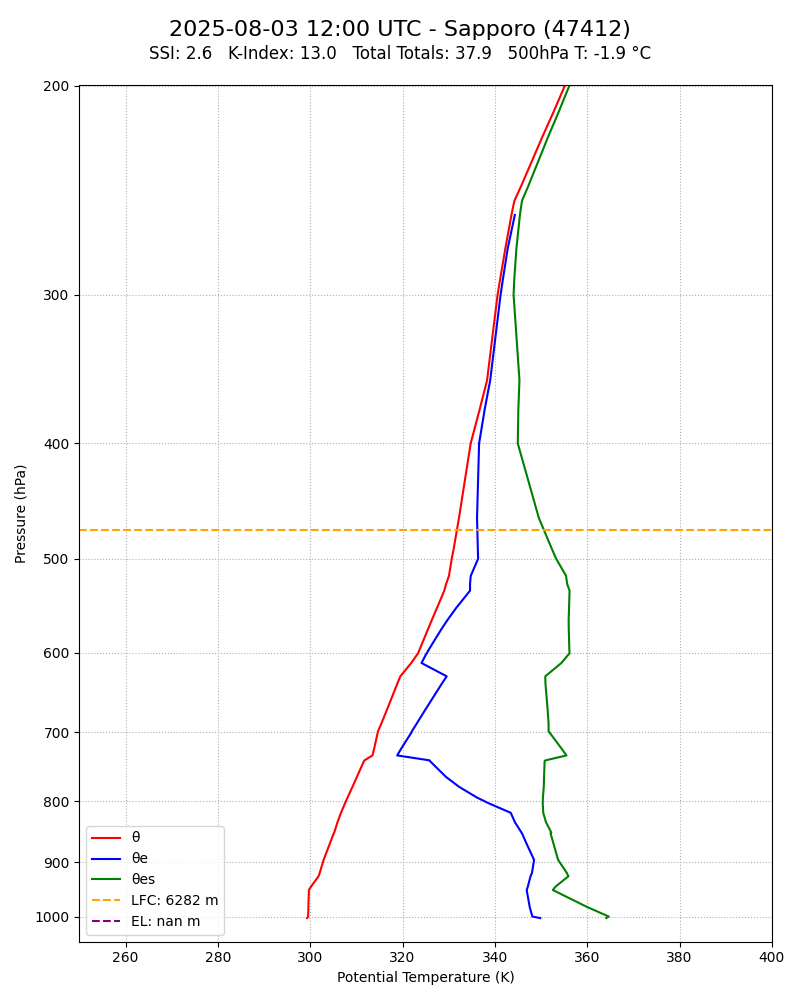 2025-08-03 12:00 UTC - Sapporo (47412)
SSI: 2.6   K-Index: 13.0   Total Totals: 37.9   500hPa T: -1.9 °C
200
300
400
500
600
700
800
900
1000
Pressure (hPa)
θ
θe
θes
LFC: 6282 m
EL: nan m
260 280 300 320 340 360 380 400
Potential Temperature (K)